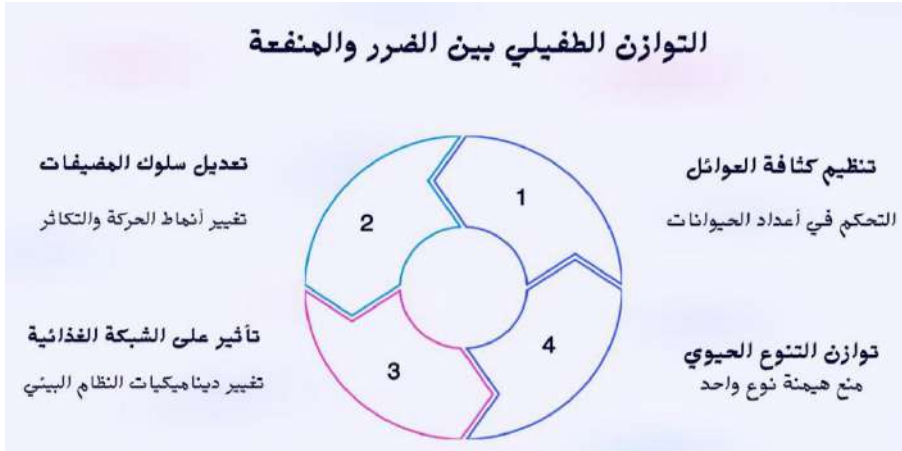 التوازن الطفيلي بين الضرر والمنفعة
1
تنظيم كثافة العوائل
التحكم في أعداد الحيوانات
2
تعديل سلوك المضيفات
تغيير أنماط الحركة والتكاثر
3
تأثير على الشبكة الغذائية
تغيير ديناميكيات النظام البيئي
4
توازن التنوع الحيوي
منع هيمنة نوع واحد